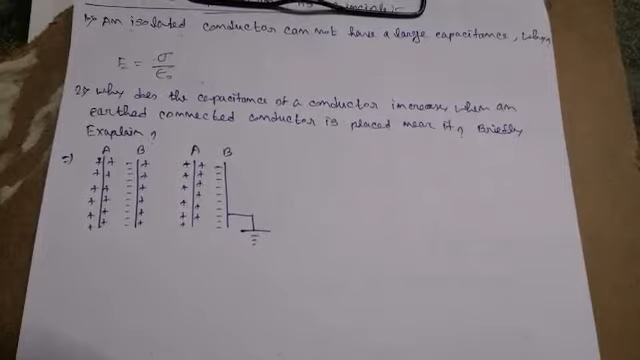 1) An isolated conductor can not have a large capacitance, why?
E = σ/ε₀
2) Why does the capacitance of a conductor increase when an
earthed connected conductor is placed near it? Briefly
Exaplain?
=) A B A B